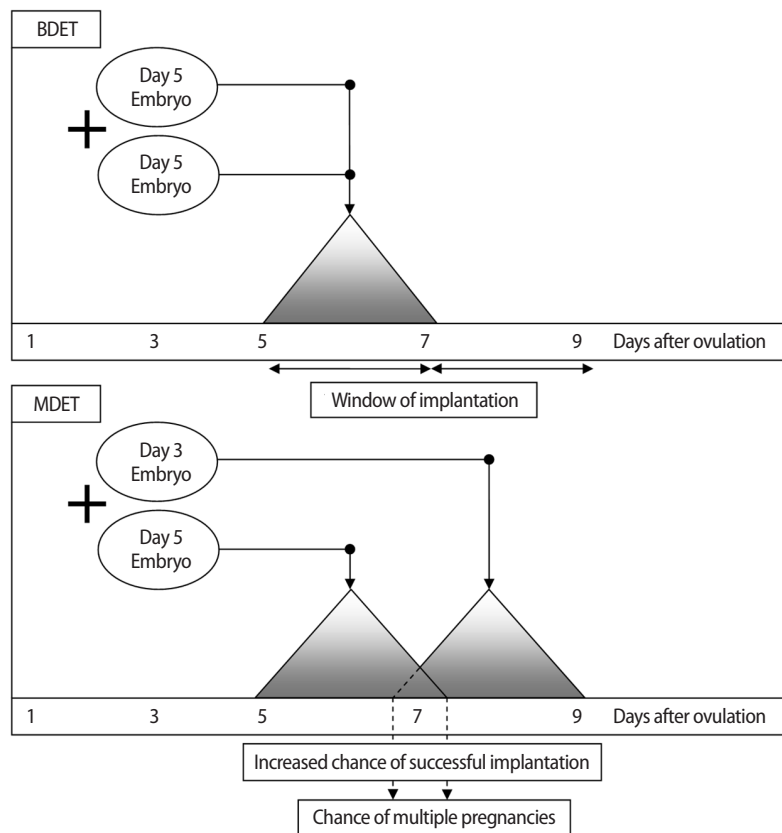 BDET
Day 5
Embryo
Day 5
Embryo
1 3 5 7 9 Days after ovulation
Window of implantation
MDET
Day 3
Embryo
Day 5
Embryo
1 3 5 7 9 Days after ovulation
Increased chance of successful implantation
Chance of multiple pregnancies